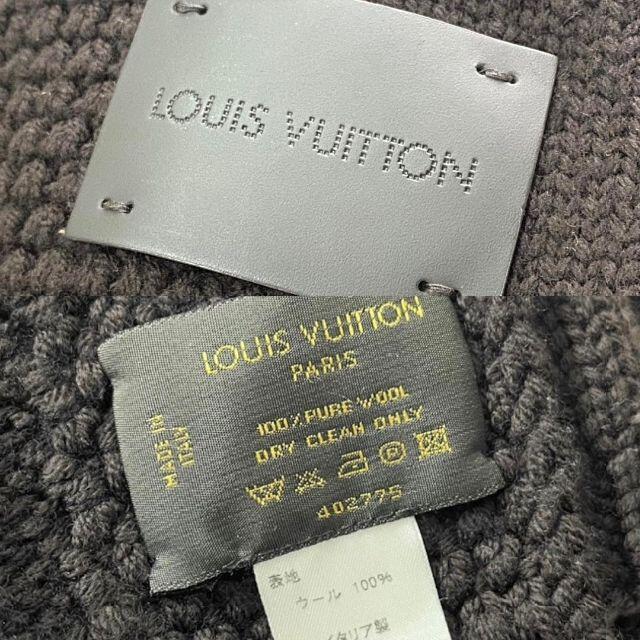 LOUIS VUITTON
LOUIS VUITTON
PARIS
100% PURE WOOL
DRY CLEAN ONLY
MADE IN
ITALY
402775
表地
ウール 100%
イタリア製